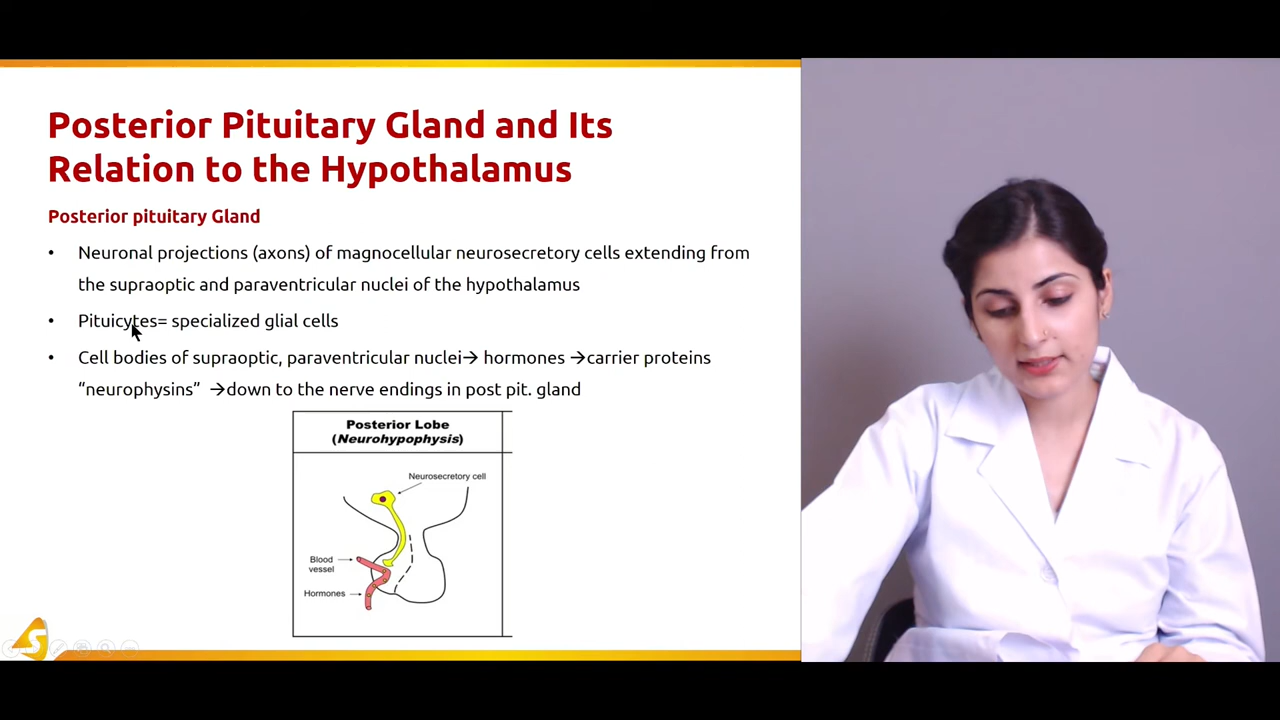 Posterior Pituitary Gland and Its
Relation to the Hypothalamus
Posterior pituitary Gland
• Neuronal projections (axons) of magnocellular neurosecretory cells extending from
the supraoptic and paraventricular nuclei of the hypothalamus
• Pituicytes= specialized glial cells
• Cell bodies of supraoptic, paraventricular nuclei→ hormones →carrier proteins
“neurophysins” →down to the nerve endings in post pit. gland
Posterior Lobe
(Neurohypophysis)
Neurosecretory cell
Blood
vessel
Hormones
S